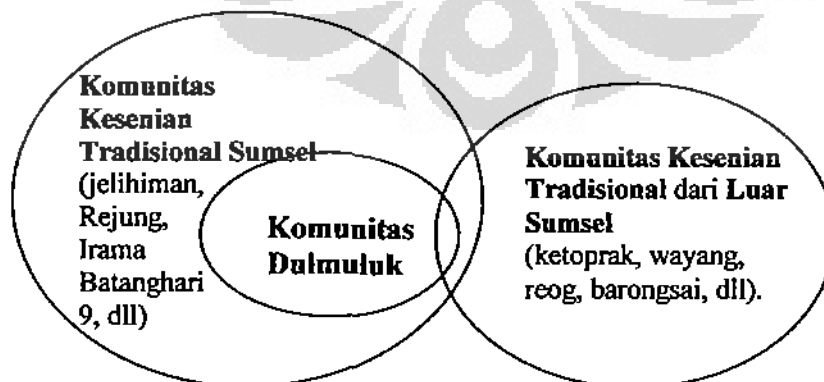 Komunitas
Kesenian
Tradisional Sumsel
(jelihiman,
Rejung,
Irama
Batanghari
9, dll)
Komunitas
Dulmuluk
Komunitas Kesenian
Tradisional dari Luar
Sumsel
(ketoprak, wayang,
reog, barongsai, dll).